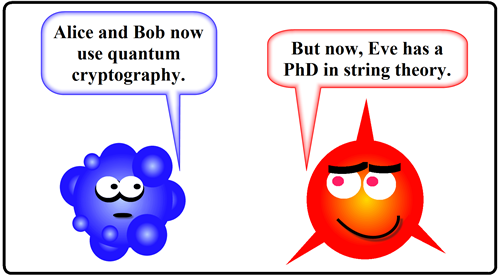 Alice and Bob now
use quantum
cryptography.
But now, Eve has a
PhD in string theory.